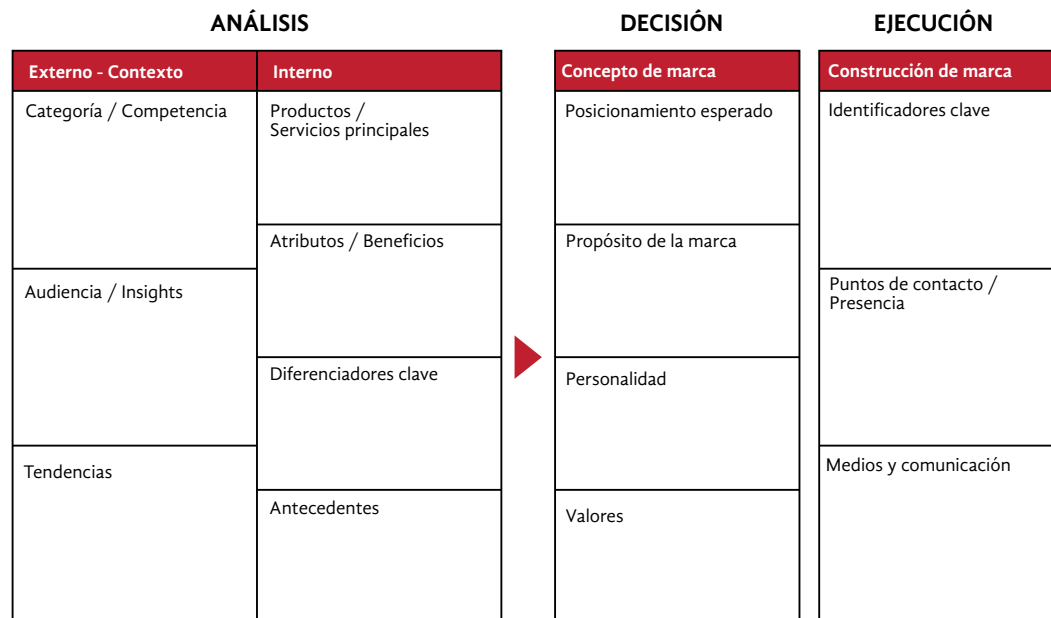 ANÁLISIS
DECISIÓN
EJECUCIÓN
Externo - Contexto
Interno
Concepto de marca
Construcción de marca
Categoría / Competencia
Audiencia / Insights
Tendencias
Productos /
Servicios principales
Atributos / Beneficios
Diferenciadores clave
Antecedentes
Posicionamiento esperado
Propósito de la marca
Personalidad
Valores
Identificadores clave
Puntos de contacto /
Presencia
Medios y comunicación